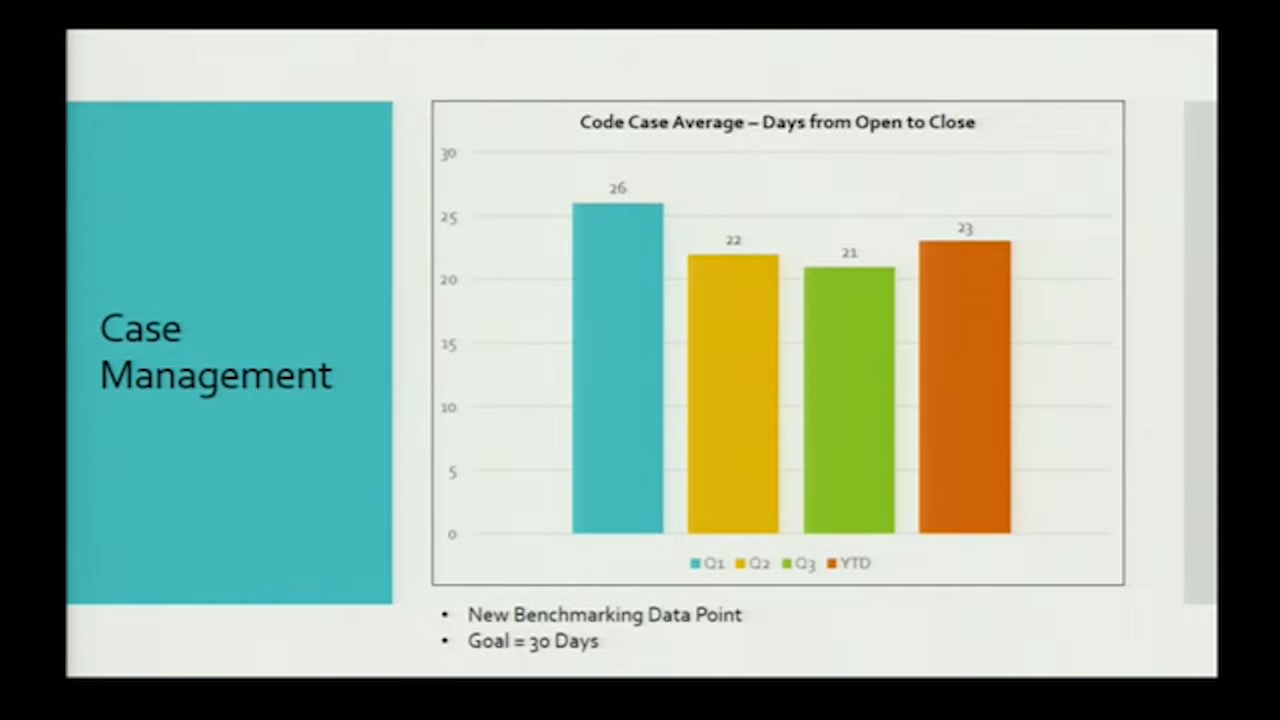 Case
Management
Code Case Average – Days from Open to Close
30
25
20
15
10
5
0
26
22
21
23
Q1 Q2 Q3 YTD
• New Benchmarking Data Point
• Goal = 30 Days